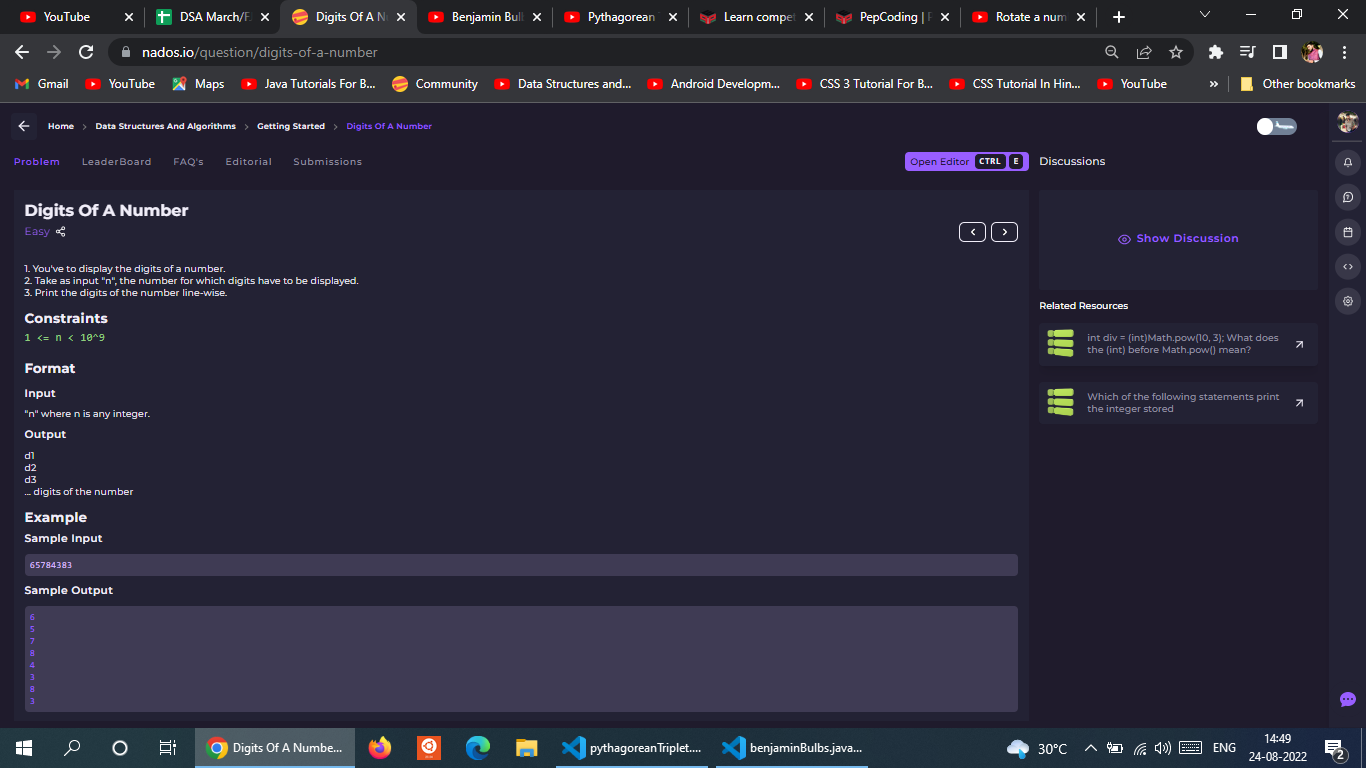 YouTube
DSA March/F
Digits Of A N
Benjamin Bul
Pythagorean
Learn compet
PepCoding |
Rotate a num
nados.io/question/digits-of-a-number
Gmail
YouTube
Maps
Java Tutorials For B...
Community
Data Structures and...
Android Developm...
CSS 3 Tutorial For B...
CSS Tutorial In Hin...
YouTube
»
Other bookmarks
Home > Data Structures And Algorithms > Getting Started > Digits Of A Number
Problem
LeaderBoard
FAQ's
Editorial
Submissions
Open Editor CTRL E
Discussions
Digits Of A Number
Easy
1. You've to display the digits of a number.
2. Take as input "n", the number for which digits have to be displayed.
3. Print the digits of the number line-wise.
Constraints
1 <= n < 10^9
Format
Input
"n" where n is any integer.
Output
d1
d2
d3
... digits of the number
Example
Sample Input
65784383
Sample Output
6
5
7
8
4
3
8
3
Show Discussion
Related Resources
int div = (int)Math.pow(10, 3); What does
the (int) before Math.pow() mean?
Which of the following statements print
the integer stored
Digits Of A Numbe...
pythagoreanTriplet....
benjaminBulbs.java...
30°C
ENG
14:49
24-08-2022
2